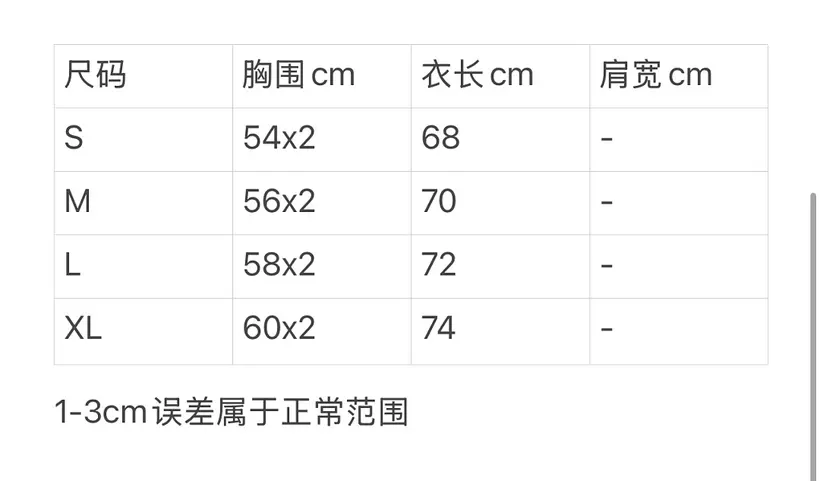 尺码 胸围cm 衣长cm 肩宽cm
S 54x2 68 -
M 56x2 70 -
L 58x2 72 -
XL 60x2 74 -
1-3cm误差属于正常范围